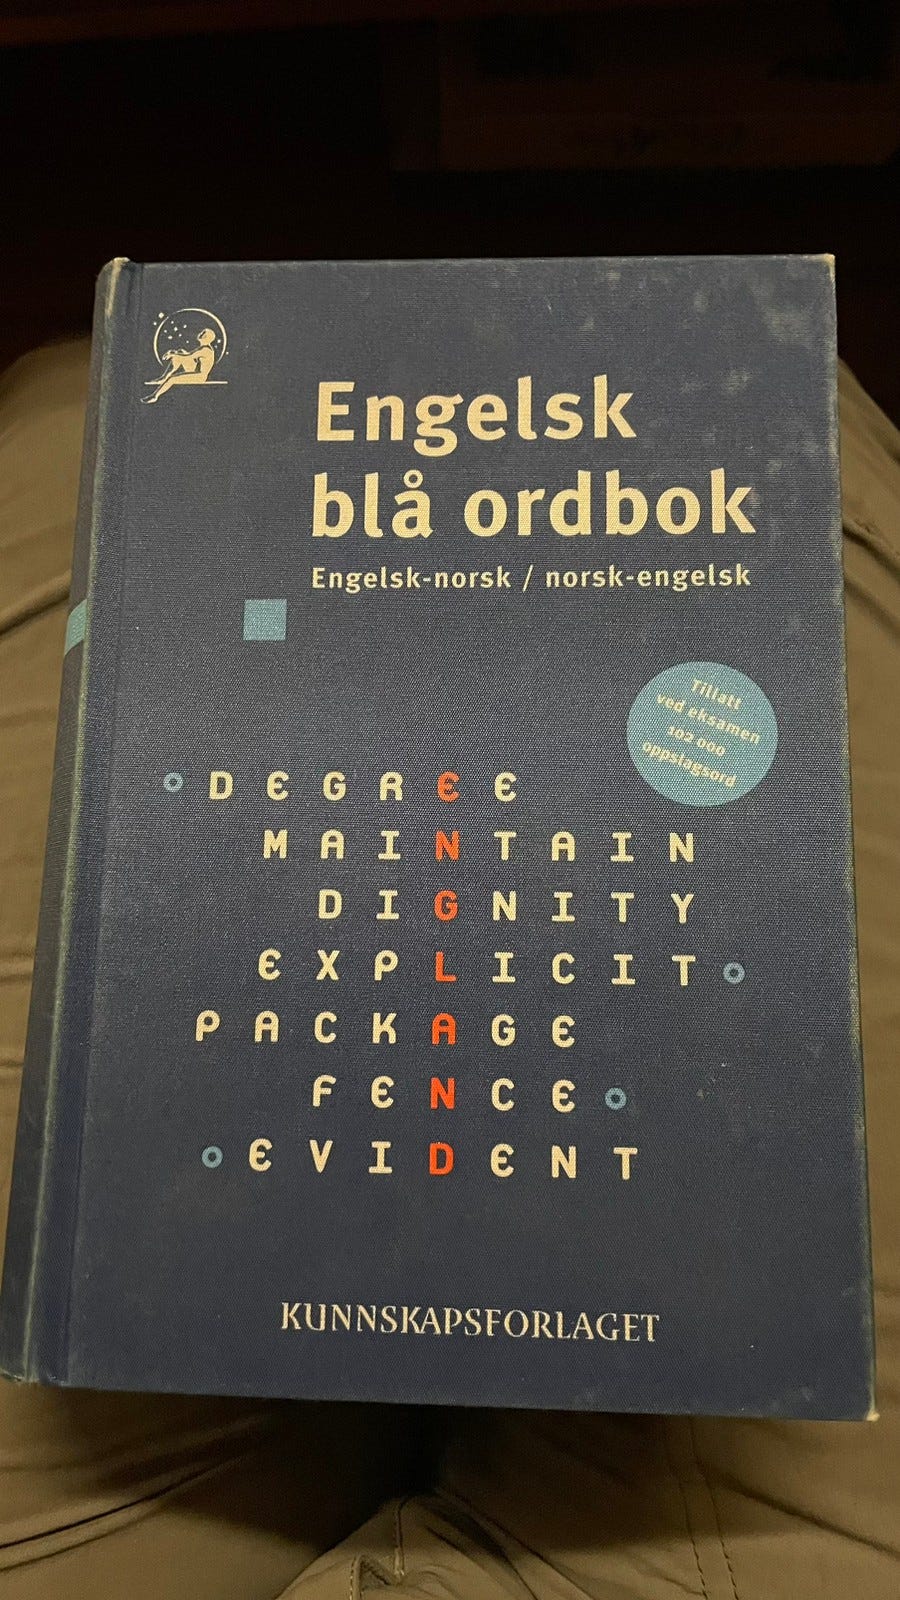 Engelsk
blå ordbok
Engelsk-norsk / norsk-engelsk
Tillatt
ved eksamen
102 000
oppslagsord
DEGREE
MAINTAIN
DIGNITY
EXPLICIT
PACKAGE
FENCE
EVIDENT
KUNNSKAPSFORLAGET